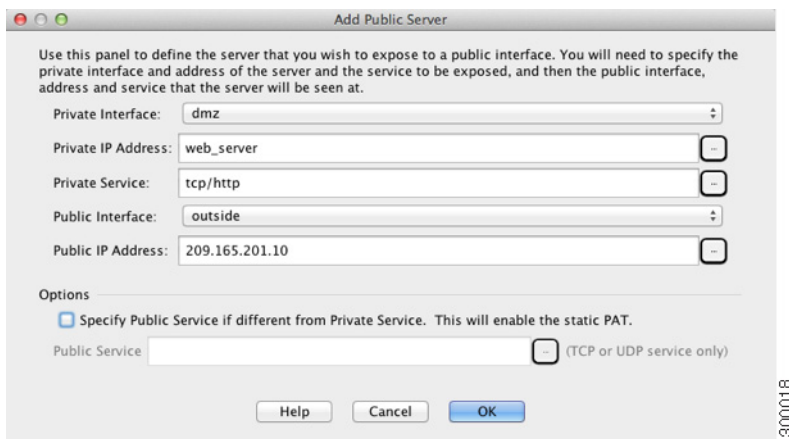 Add Public Server
Use this panel to define the server that you wish to expose to a public interface. You will need to specify the
private interface and address of the server and the service to be exposed, and then the public interface,
address and service that the server will be seen at.
Private Interface: dmz
Private IP Address: web_server ...
Private Service: tcp/http ...
Public Interface: outside
Public IP Address: 209.165.201.10 ...
Options
Specify Public Service if different from Private Service. This will enable the static PAT.
Public Service ... (TCP or UDP service only)
Help Cancel OK
300018